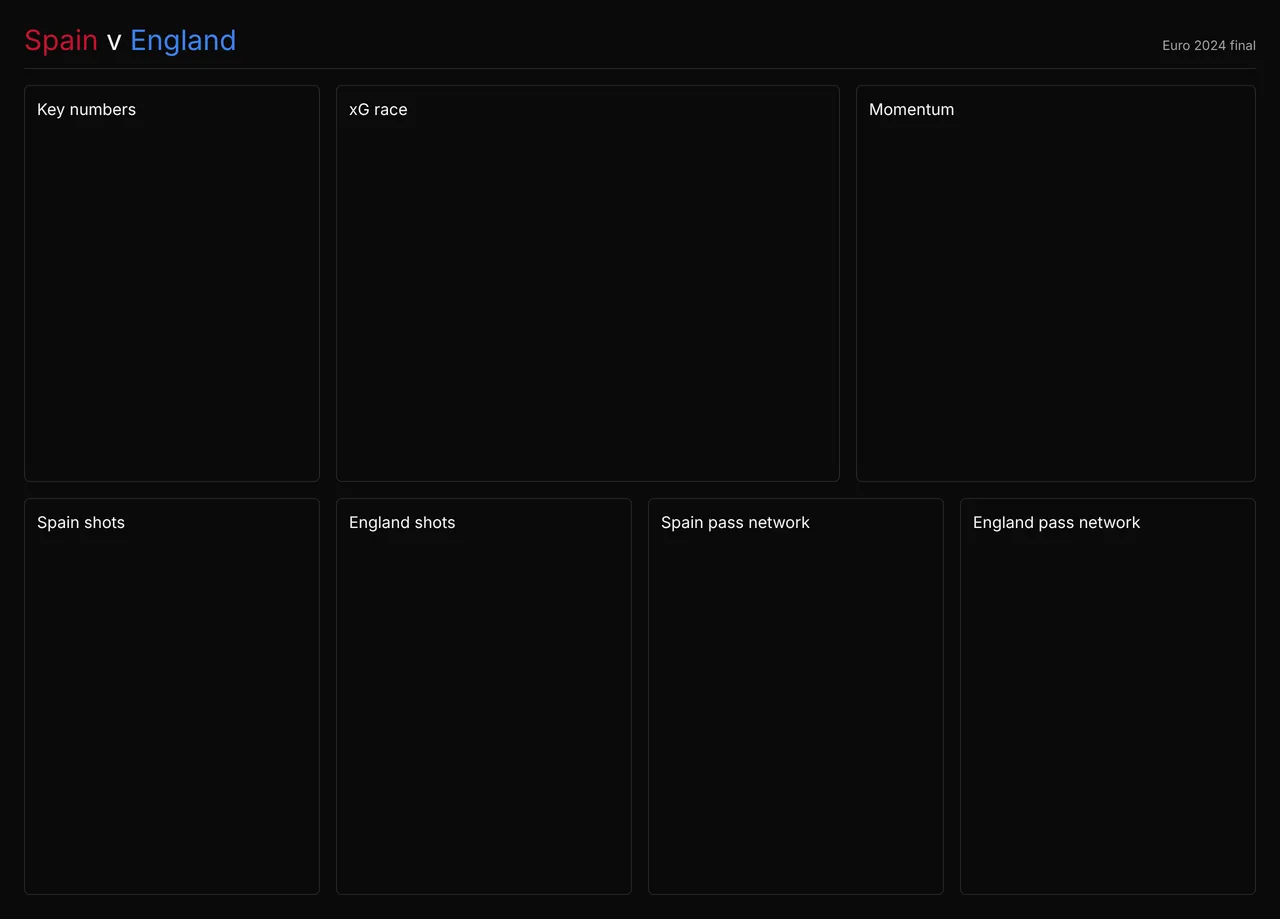 Spain v England
Euro 2024 final
Key numbers
xG race
Momentum
Spain shots
England shots
Spain pass network
England pass network